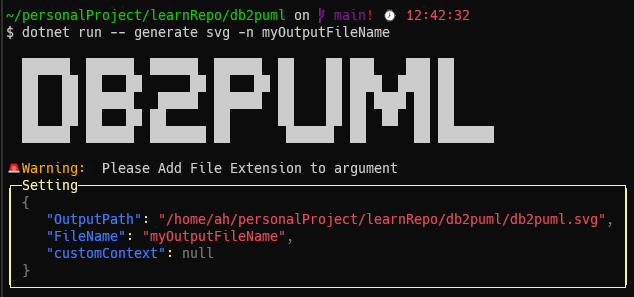 ~/personalProject/learnRepo/db2puml on main! 12:42:32
$ dotnet run -- generate svg -n myOutputFileName
DB2PUML
Warning: Please Add File Extension to argument
Setting
{
"OutputPath": "/home/ah/personalProject/learnRepo/db2puml/db2puml.svg",
"FileName": "myOutputFileName",
"customContext": null
}